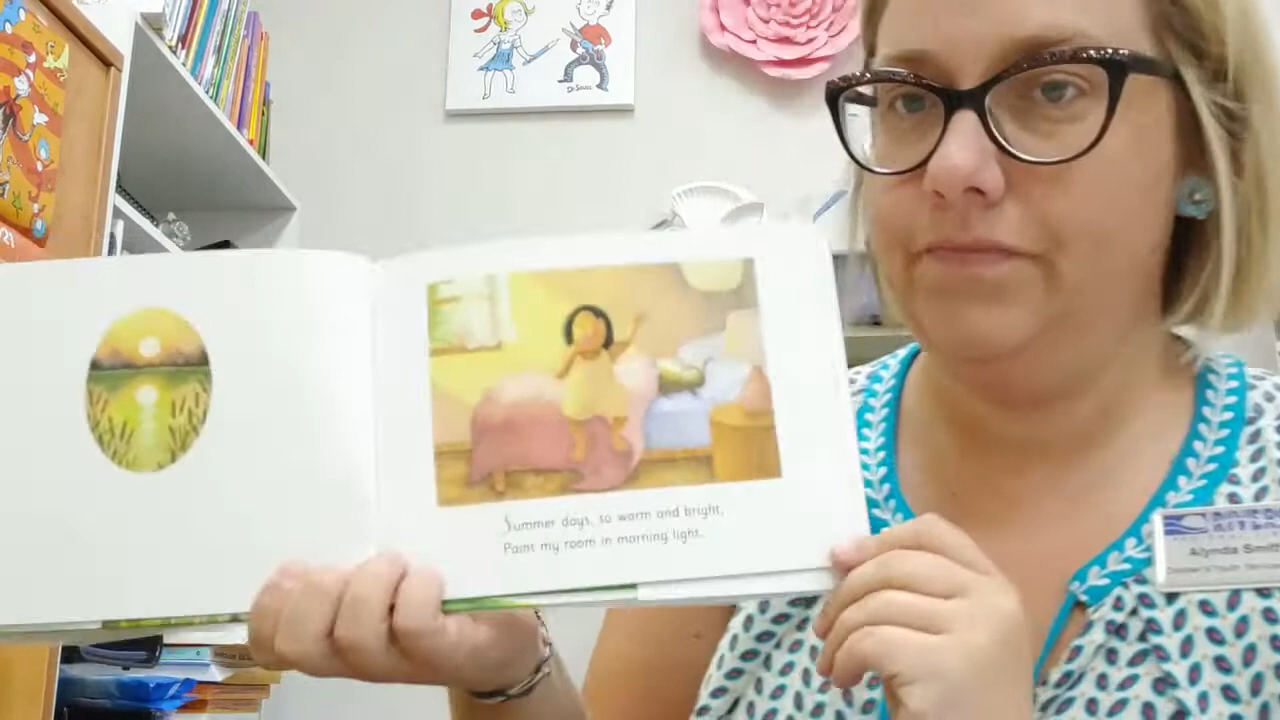 Dr. Seuss
Summer days, so warm and bright,
Paint my room in morning light.
Alynda Smith